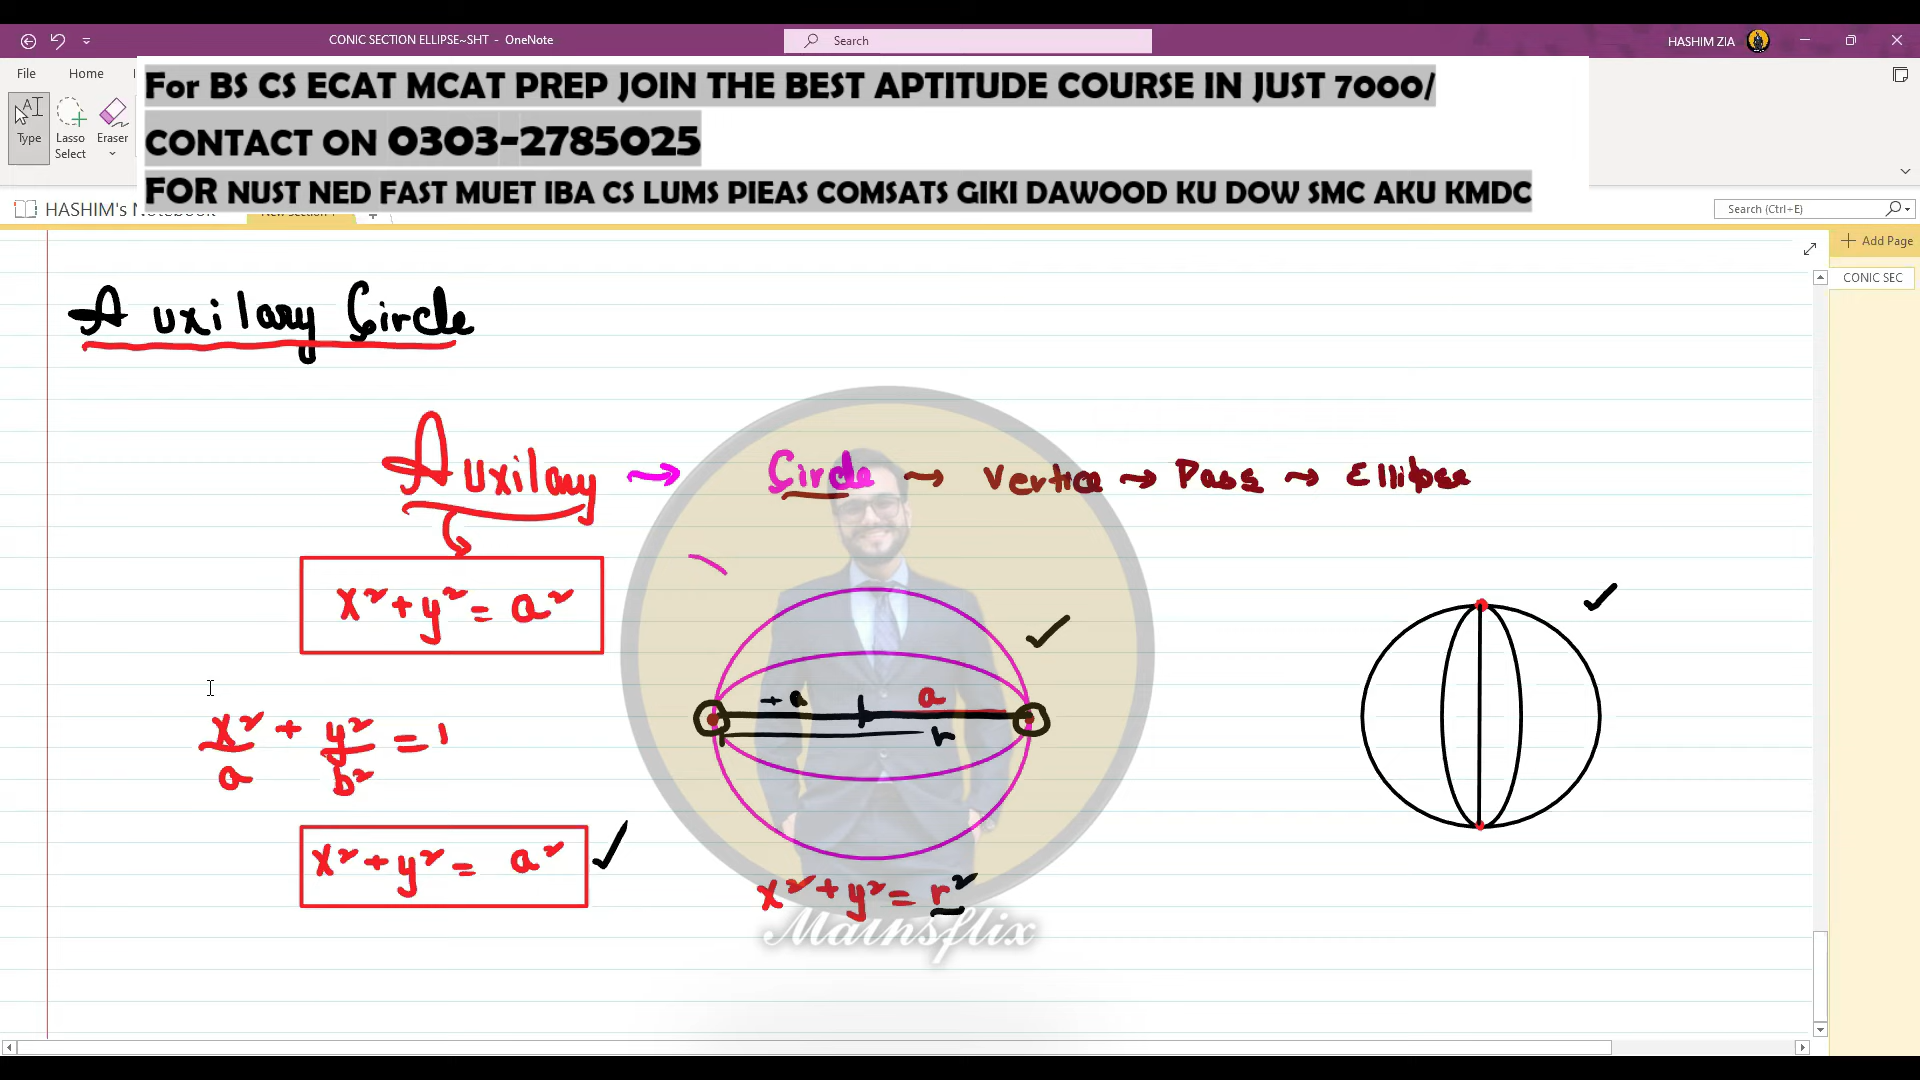 CONIC SECTION ELLIPSE~SHT - OneNote
Search
HASHIM ZIA
File Home
For BS CS ECAT MCAT PREP JOIN THE BEST APTITUDE COURSE IN JUST 7000/
CONTACT ON 0303-2785025
FOR NUST NED FAST MUET IBA CS LUMS PIEAS COMSATS GIKI DAWOOD KU DOW SMC AKU KMDC
Type
Lasso Select
Eraser
HASHIM's Notebook
Search (Ctrl+E)
Add Page
CONIC SEC
Auxilary Circle
Auxilary → Circle → Vertice → Pass → Ellipse
x² + y² = a²
+a a
r
x²/a + y²/b² = 1
x² + y² = a²
x² + y² = r²
Mainsflix